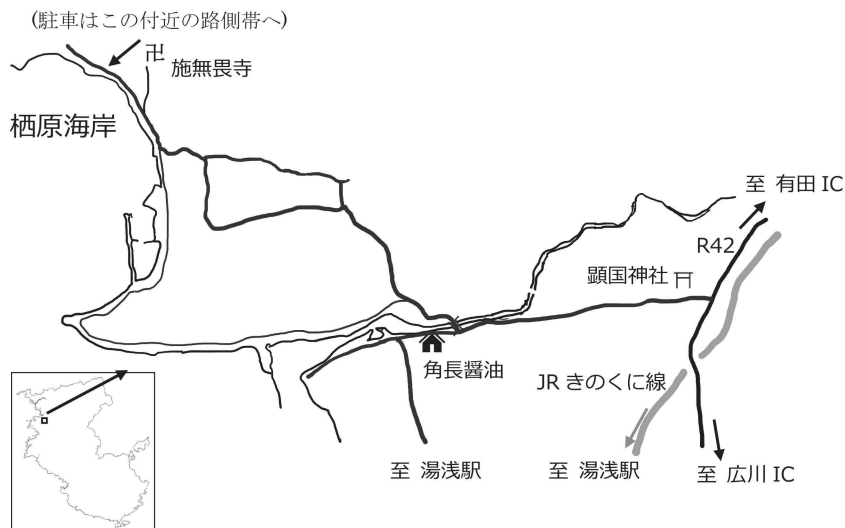 (駐車はこの付近の路側帯へ)
卍
施無畏寺
栖原海岸
至 有田 IC
R42
顕国神社
角長醤油
JR きのくに線
至 湯浅駅
至 湯浅駅
至 広川 IC